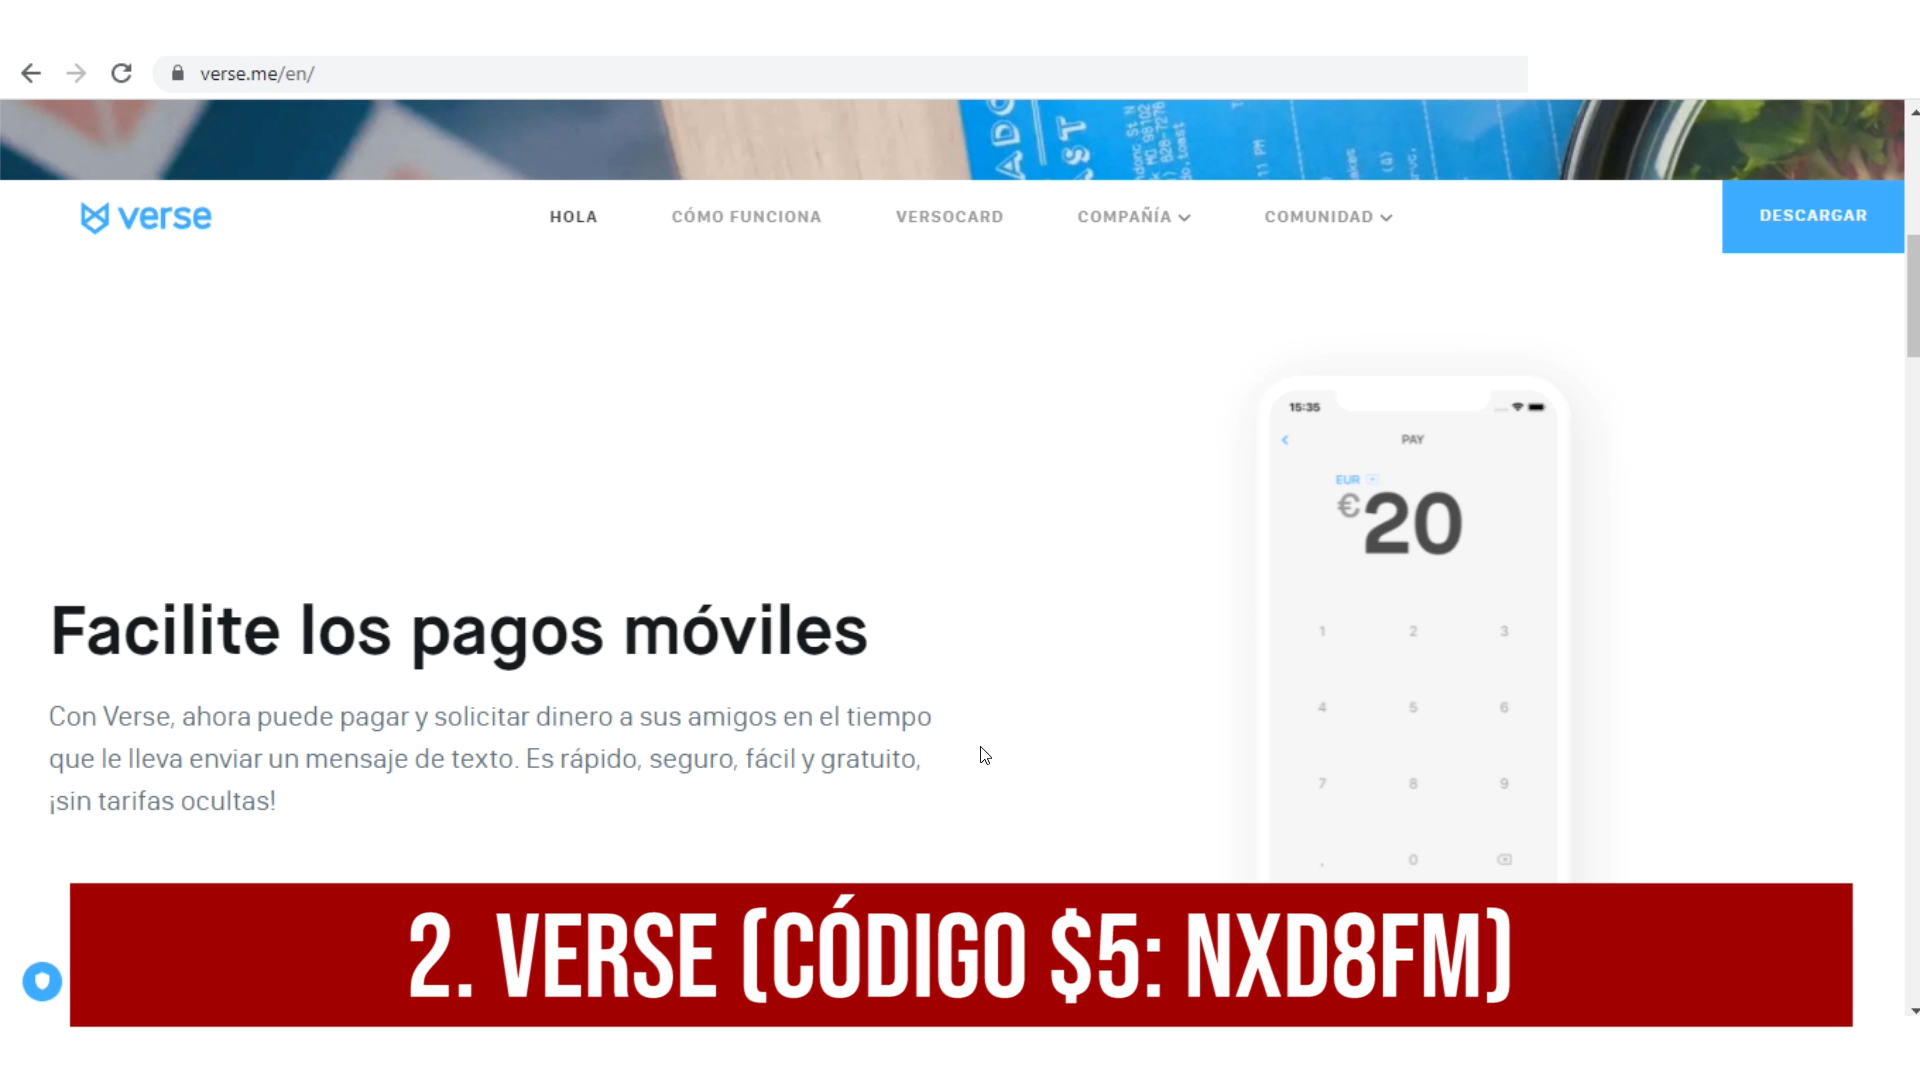 verse.me/en/
verse
HOLA
CÓMO FUNCIONA
VERSOCARD
COMPAÑÍA
COMUNIDAD
DESCARGAR
15:35
PAY
EUR
€20
1 2 3
4 5 6
7 8 9
, 0
Facilite los pagos móviles
Con Verse, ahora puede pagar y solicitar dinero a sus amigos en el tiempo
que le lleva enviar un mensaje de texto. Es rápido, seguro, fácil y gratuito,
¡sin tarifas ocultas!
2. VERSE (CÓDIGO $5: NXD8FM)